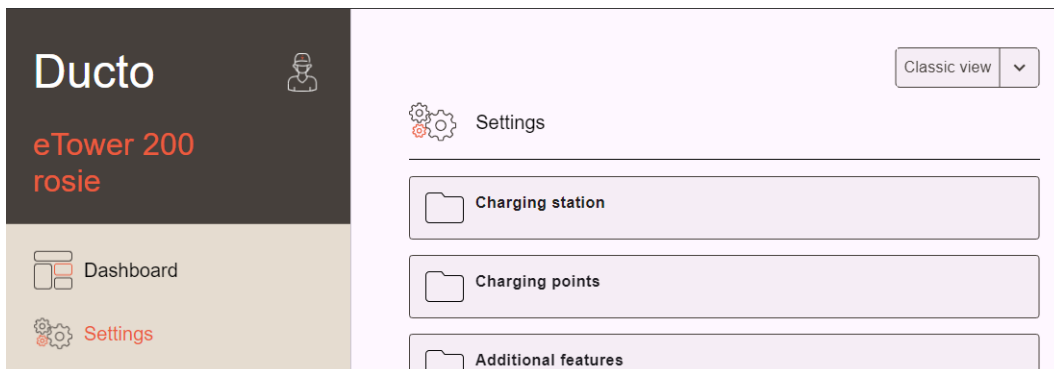 Ducto
eTower 200
rosie
Dashboard
Settings
Classic view
Settings
Charging station
Charging points
Additional features